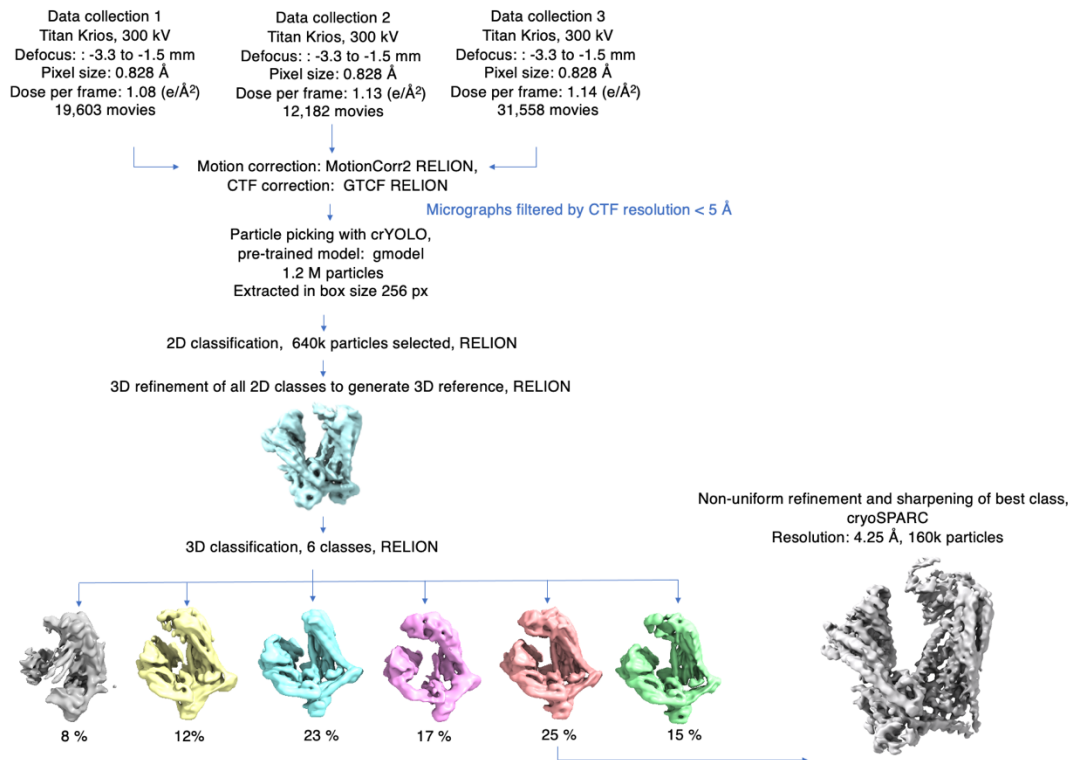 Data collection 1
Titan Krios, 300 kV
Defocus: : -3.3 to -1.5 mm
Pixel size: 0.828 Å
Dose per frame: 1.08 (e/Å²)
19,603 movies
Data collection 2
Titan Krios, 300 kV
Defocus: : -3.3 to -1.5 mm
Pixel size: 0.828 Å
Dose per frame: 1.13 (e/Å²)
12,182 movies
Data collection 3
Titan Krios, 300 kV
Defocus: : -3.3 to -1.5 mm
Pixel size: 0.828 Å
Dose per frame: 1.14 (e/Å²)
31,558 movies
Motion correction: MotionCorr2 RELION,
CTF correction: GTCF RELION
Micrographs filtered by CTF resolution < 5 Å
Particle picking with crYOLO,
pre-trained model: gmodel
1.2 M particles
Extracted in box size 256 px
2D classification, 640k particles selected, RELION
3D refinement of all 2D classes to generate 3D reference, RELION
3D classification, 6 classes, RELION
8 %
12%
23 %
17 %
25 %
15 %
Non-uniform refinement and sharpening of best class,
cryoSPARC
Resolution: 4.25 Å, 160k particles